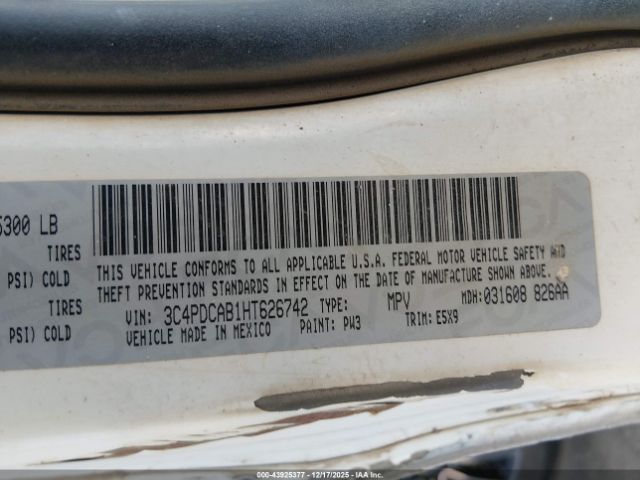 5300 LB
TIRES
PSI) COLD
TIRES
PSI) COLD
THIS VEHICLE CONFORMS TO ALL APPLICABLE U.S.A. FEDERAL MOTOR VEHICLE SAFETY AND
THEFT PREVENTION STANDARDS IN EFFECT ON THE DATE OF MANUFACTURE SHOWN ABOVE.
VIN: 3C4PDCAB1HT626742 TYPE: MPV MDH:031608 826AA
VEHICLE MADE IN MEXICO PAINT: PW3 TRIM: E5X9
000-43925377 - 12/17/2025 - IAA Inc.